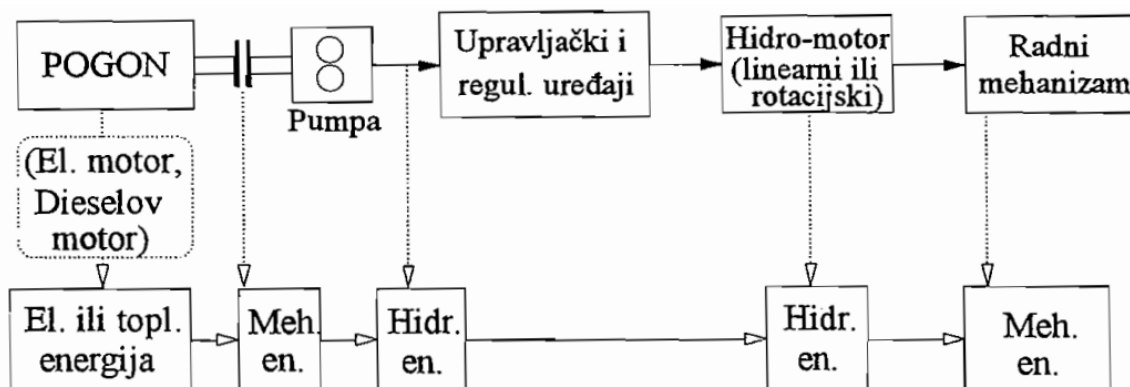 POGON
Pumpa
Upravljački i
regul. uređaji
Hidro-motor
(linearni ili
rotacijski)
Radni
mehanizam
(El. motor,
Dieselov
motor)
El. ili topl.
energija
Meh.
en.
Hidr.
en.
Hidr.
en.
Meh.
en.